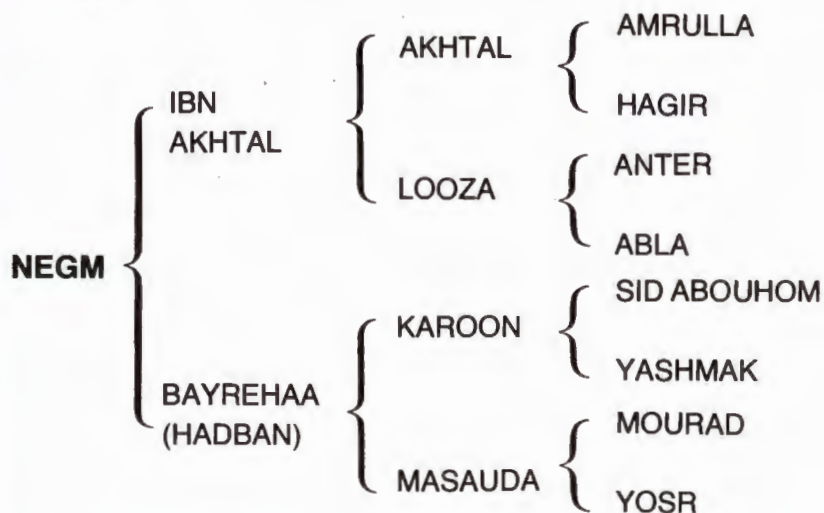 AMRULLA
AKHTAL
HAGIR
IBN
AKHTAL
ANTER
LOOZA
ABLA
NEGM
SID ABOUHOM
KAROON
YASHMAK
BAYREHAA
(HADBAN)
MOURAD
MASAUDA
YOSR